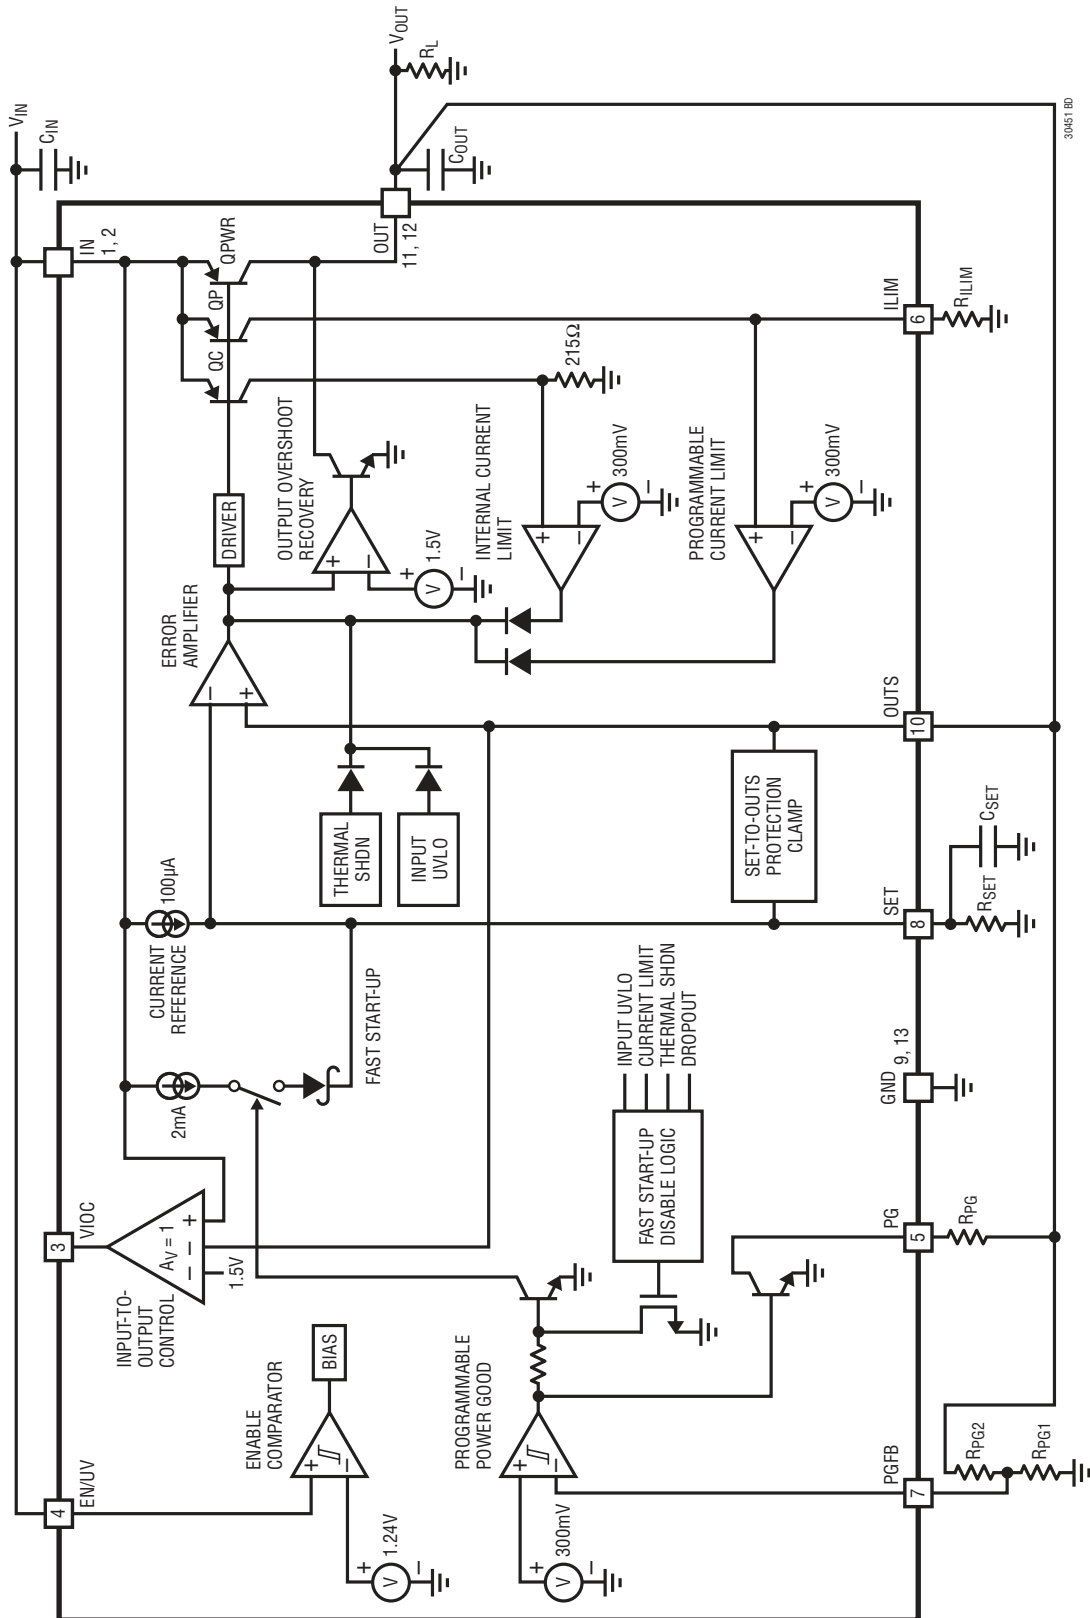 VIN
CIN
IN
1, 2
QC
QP
QPWR
OUT
11, 12
VOUT
RL
COUT
DRIVER
ERROR
AMPLIFIER
−
+
OUTPUT OVERSHOOT
RECOVERY
+
−
V
+
−
1.5V
INTERNAL CURRENT
LIMIT
+
−
215Ω
V
+
−
300mV
PROGRAMMABLE
CURRENT LIMIT
+
−
V
+
−
300mV
ILIM
6
RILIM
THERMAL
SHDN
INPUT
UVLO
SET-TO-OUTS
PROTECTION
CLAMP
OUTS
10
100µA
CURRENT
REFERENCE
2mA
FAST START-UP
SET
8
RSET
CSET
INPUT UVLO
CURRENT LIMIT
THERMAL SHDN
DROPOUT
FAST START-UP
DISABLE LOGIC
GND
9, 13
3
VIOC
AV = 1
+
−
−
1.5V
INPUT-TO-
OUTPUT
CONTROL
PG
5
RPG
4
EN/UV
ENABLE
COMPARATOR
BIAS
+
−
V
+
−
1.24V
PROGRAMMABLE
POWER GOOD
+
−
V
+
−
300mV
PGFB
7
RPG2
RPG1
30451 BD